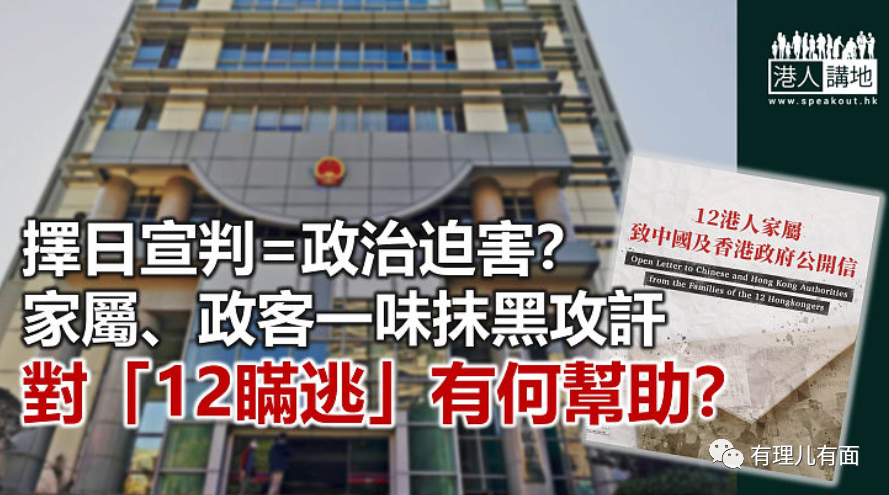 港人講地
www.speakout.hk
12港人家屬
致中國及香港政府公開信
Open Letter to Chinese and Hong Kong Authorities
from the Families of the 12 Hongkongers
擇日宣判=政治迫害?
家屬、政客一味抹黑攻訐
對「12瞞逃」有何幫助?
有理儿有面